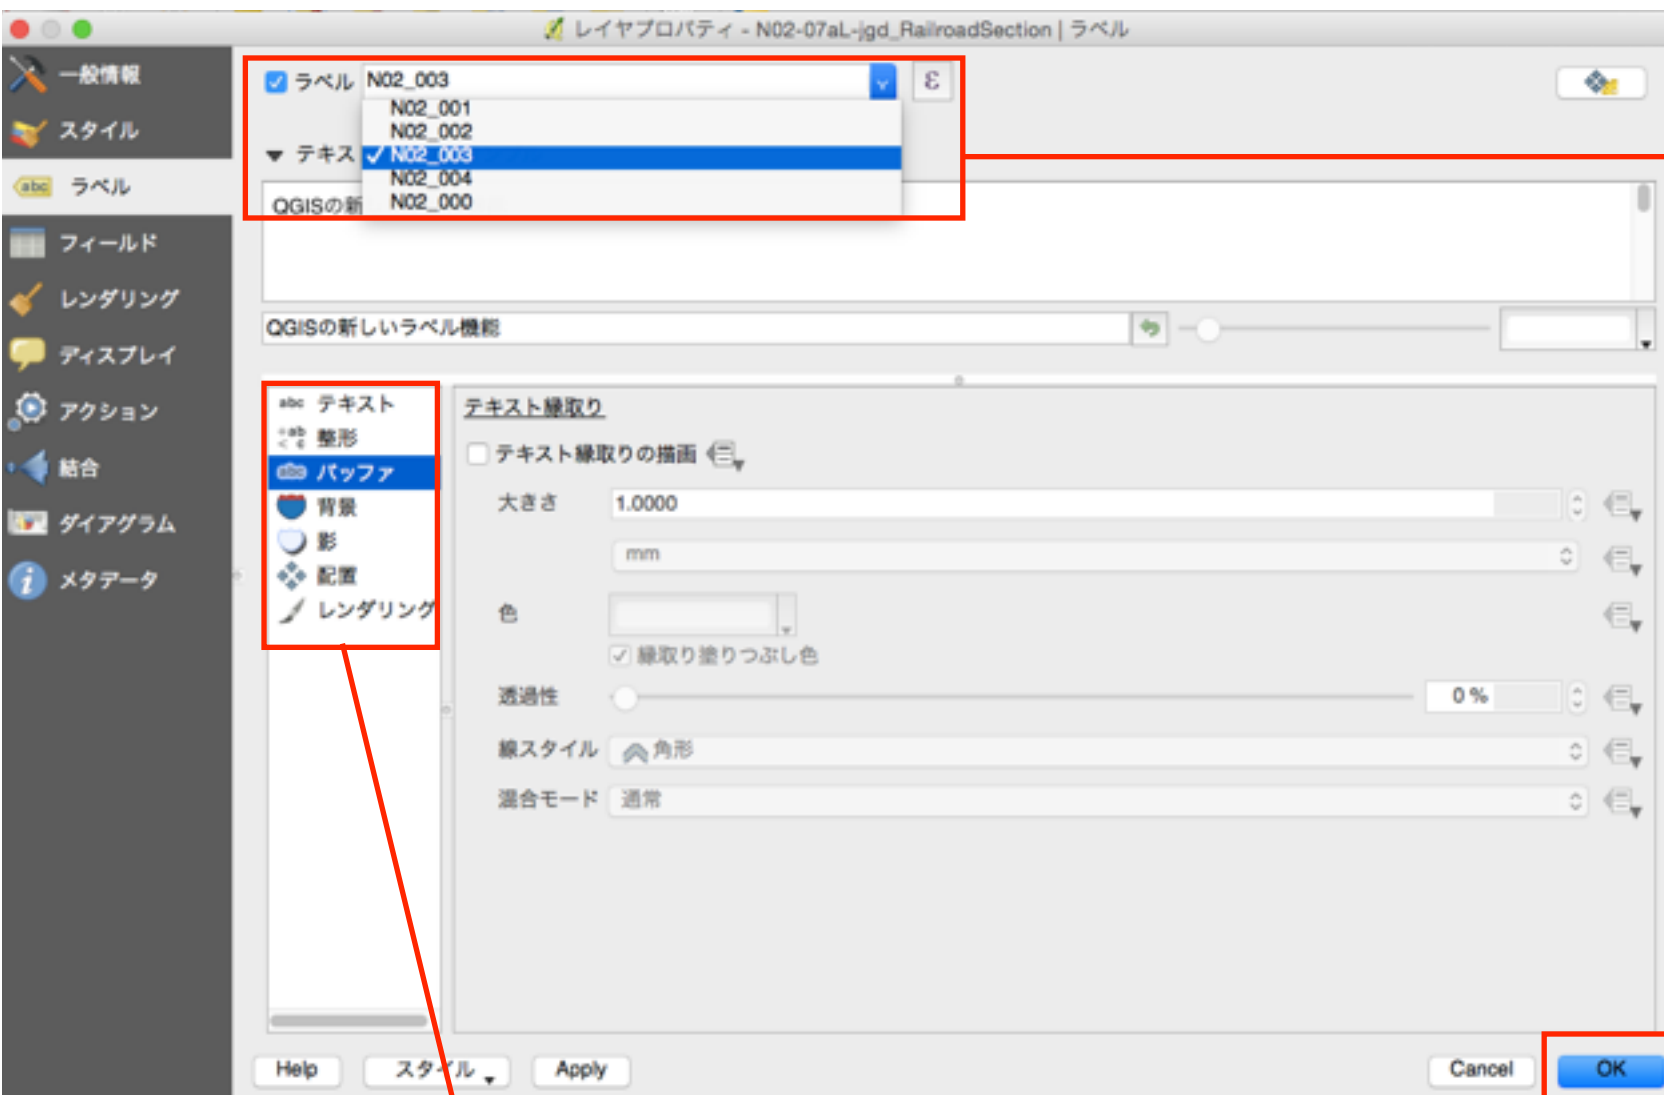 レイヤプロパティ - N02-07aL-jgd_RailroadSection | ラベル
一般情報
スタイル
ラベル
フィールド
レンダリング
ディスプレイ
アクション
結合
ダイアグラム
メタデータ
ラベル N02_003 ε
N02_001
N02_002
▼ テキス ✓ N02_003
N02_004
QGISの新 N02_000
QGISの新しいラベル機能
abc テキスト
+ab < c 整形
abc バッファ
背景
影
配置
レンダリング
テキスト縁取り
テキスト縁取りの描画
大きさ 1.0000
mm
色
縁取り塗りつぶし色
透過性 0 %
線スタイル 角形
混合モード 通常
Help スタイル Apply Cancel OK